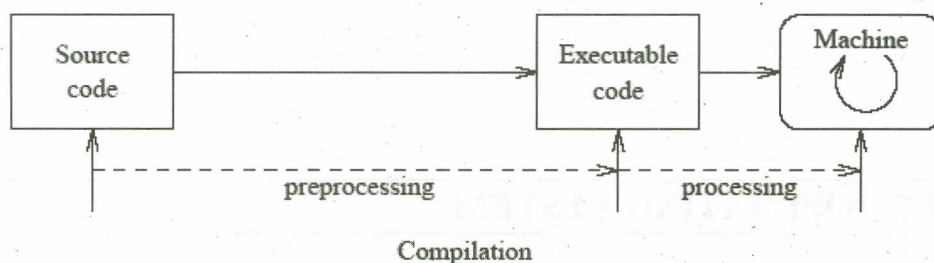 Source
code
Executable
code
Machine
preprocessing
processing
Compilation